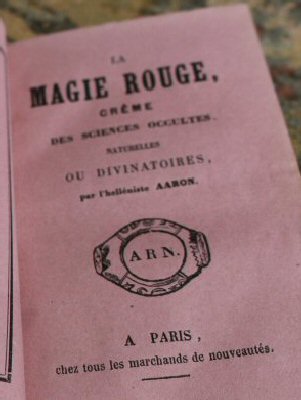 LA
MAGIE ROUGE,
CRÈME
DES SCIENCES OCCULTES.
NATURELLES
OU DIVINATOIRES,
par l'helléniste AARON.
ARN.
A PARIS,
chez tous les marchands de nouveautés.